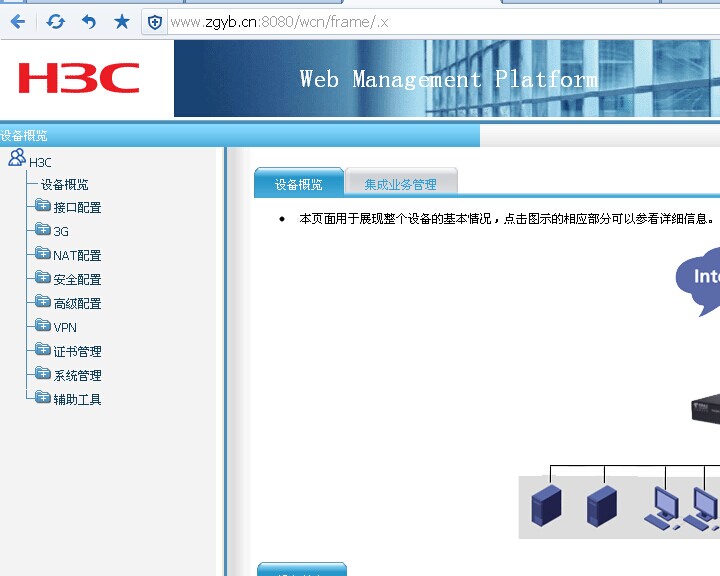 www.zgyb.cn:8080/wcn/frame/.x
H3C
Web Management Platform
设备概览
H3C
设备概览
接口配置
3G
NAT配置
安全配置
高级配置
VPN
证书管理
系统管理
辅助工具
设备概览
集成业务管理
本页面用于展现整个设备的基本情况，点击图示的相应部分可以参看详细信息。
Inte